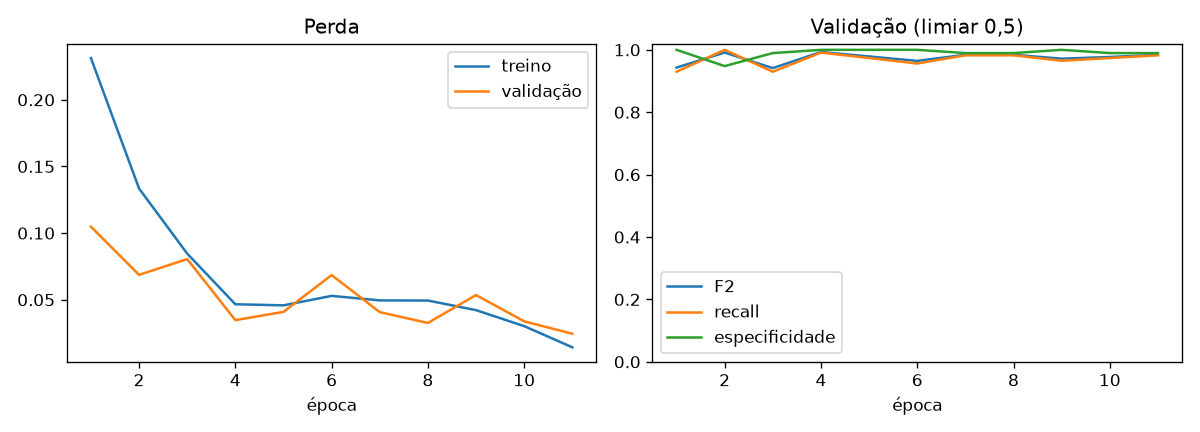 Perda
0.20
0.15
0.10
0.05
treino
validação
2
4
6
8
10
época
Validação (limiar 0,5)
1.0
0.8
0.6
0.4
0.2
0.0
F2
recall
especificidade
2
4
6
8
10
época